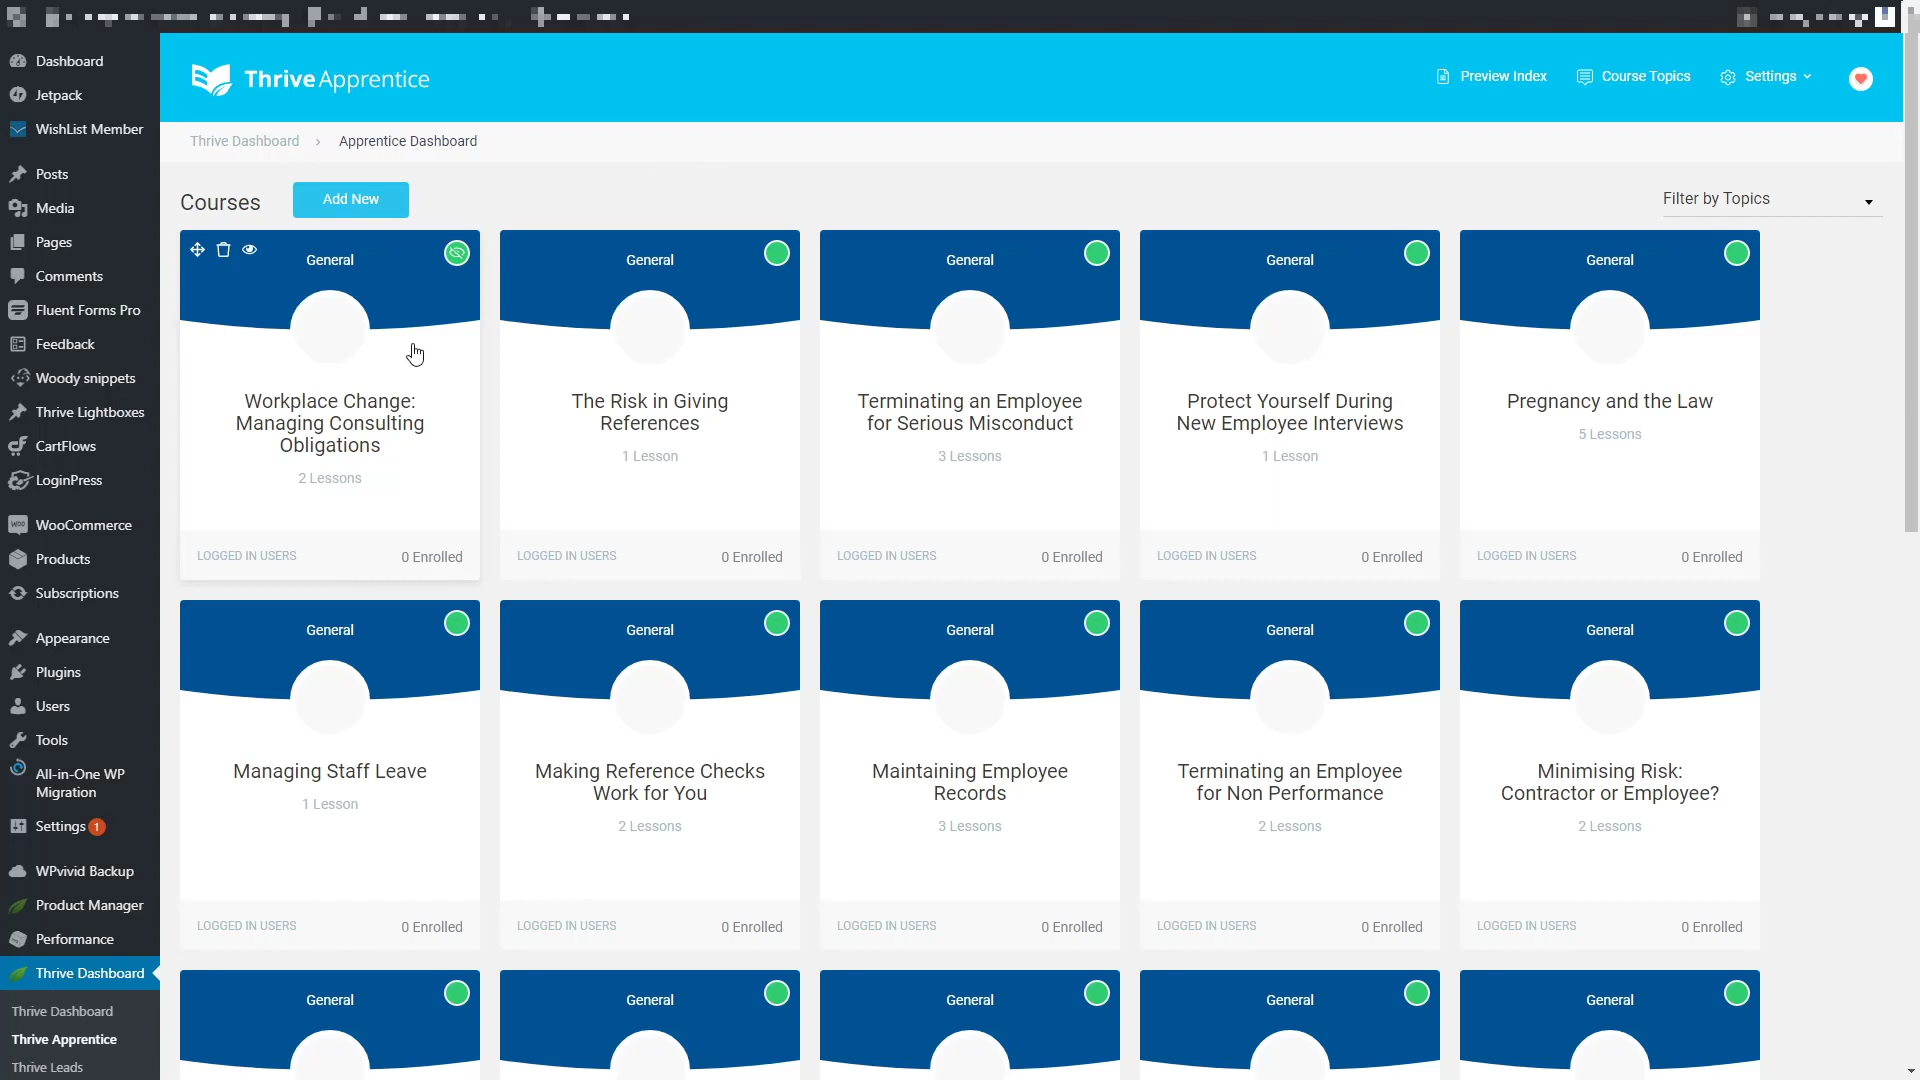 Dashboard
Jetpack
WishList Member
Posts
Media
Pages
Comments
Fluent Forms Pro
Feedback
Woody snippets
Thrive Lightboxes
CartFlows
LoginPress
WooCommerce
Products
Subscriptions
Appearance
Plugins
Users
Tools
All-in-One WP
Migration
Settings 1
WPvivid Backup
Product Manager
Performance
Thrive Dashboard
Thrive Dashboard
Thrive Apprentice
Thrive Leads
Thrive Apprentice
Preview Index
Course Topics
Settings
Thrive Dashboard > Apprentice Dashboard
Courses
Add New
Filter by Topics
General
Workplace Change:
Managing Consulting
Obligations
2 Lessons
LOGGED IN USERS
0 Enrolled
General
The Risk in Giving
References
1 Lesson
LOGGED IN USERS
0 Enrolled
General
Terminating an Employee
for Serious Misconduct
3 Lessons
LOGGED IN USERS
0 Enrolled
General
Protect Yourself During
New Employee Interviews
1 Lesson
LOGGED IN USERS
0 Enrolled
General
Pregnancy and the Law
5 Lessons
LOGGED IN USERS
0 Enrolled
General
Managing Staff Leave
1 Lesson
LOGGED IN USERS
0 Enrolled
General
Making Reference Checks
Work for You
2 Lessons
LOGGED IN USERS
0 Enrolled
General
Maintaining Employee
Records
3 Lessons
LOGGED IN USERS
0 Enrolled
General
Terminating an Employee
for Non Performance
2 Lessons
LOGGED IN USERS
0 Enrolled
General
Minimising Risk:
Contractor or Employee?
2 Lessons
LOGGED IN USERS
0 Enrolled
General
General
General
General
General